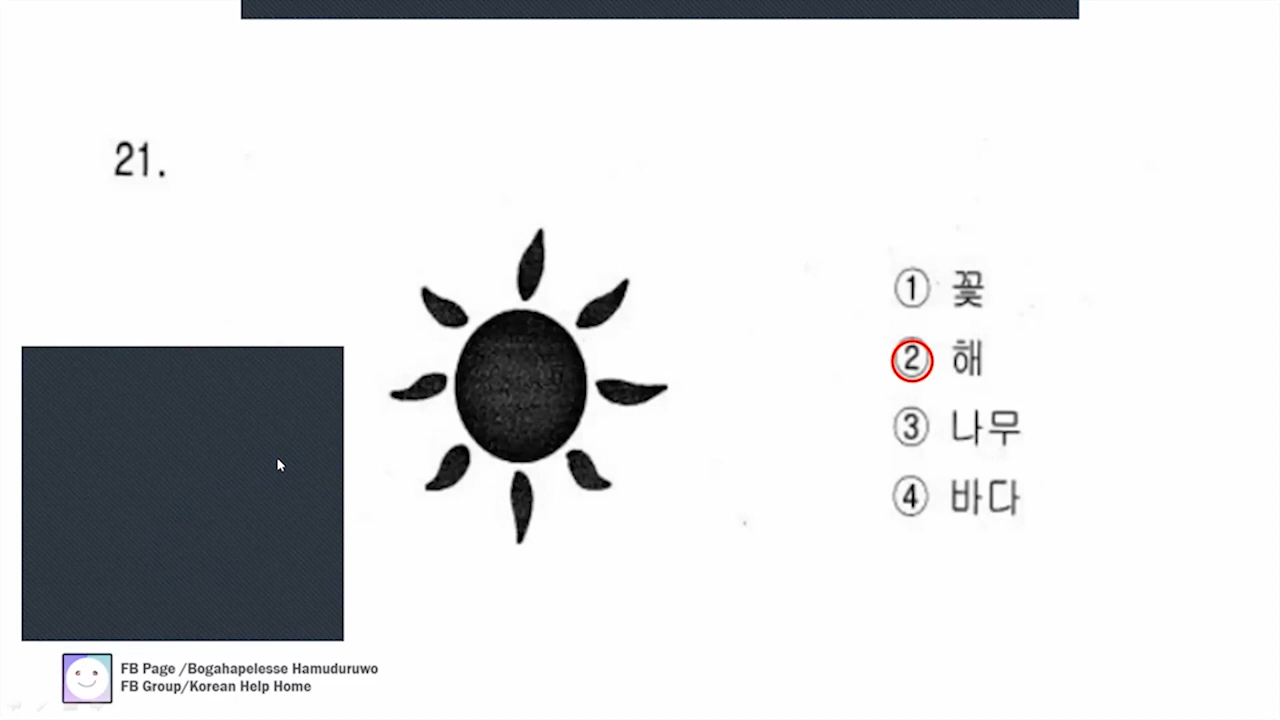 21.
① 꽃
② 해
③ 나무
④ 바다
FB Page /Bogahapelesse Hamuduruwo
FB Group/Korean Help Home